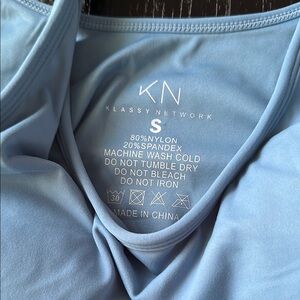 KN
KLASSY NETWORK
S
80%NYLON
20%SPANDEX
MACHINE WASH COLD
DO NOT TUMBLE DRY
DO NOT BLEACH
DO NOT IRON
30
MADE IN CHINA